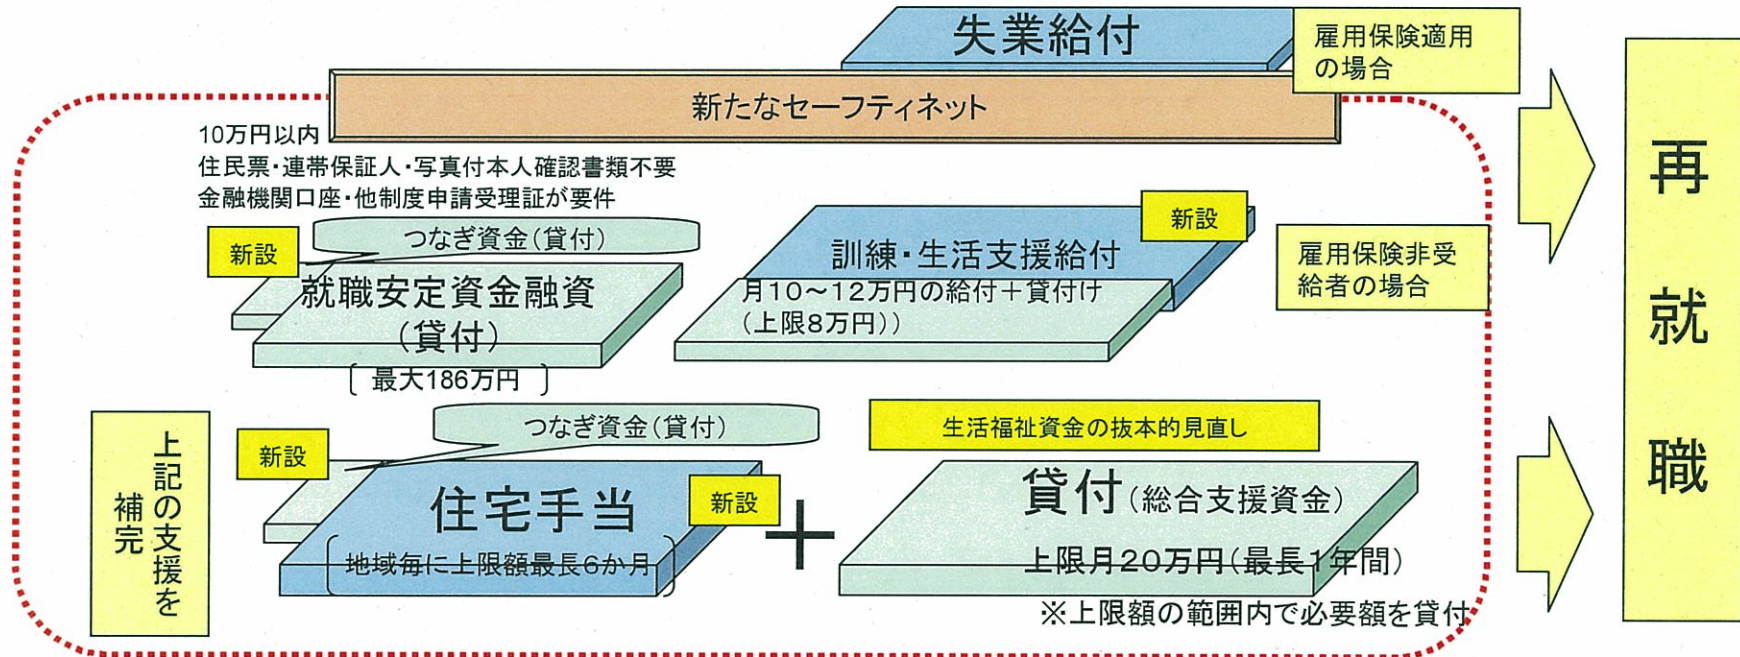 失業給付
雇用保険適用
の場合
新たなセーフティネット
10万円以内
住民票・連帯保証人・写真付本人確認書類不要
金融機関口座・他制度申請受理証が要件
新設
つなぎ資金(貸付)
就職安定資金融資
(貸付)
〔 最大186万円 〕
新設
訓練・生活支援給付
月10～12万円の給付＋貸付け
(上限8万円))
雇用保険非受
給者の場合
上記の支援を
補完
新設
つなぎ資金(貸付)
住宅手当
新設
〔地域毎に上限額最長6か月〕
＋
生活福祉資金の抜本的見直し
貸付(総合支援資金)
上限月20万円(最長1年間)
※上限額の範囲内で必要額を貸付
再就職